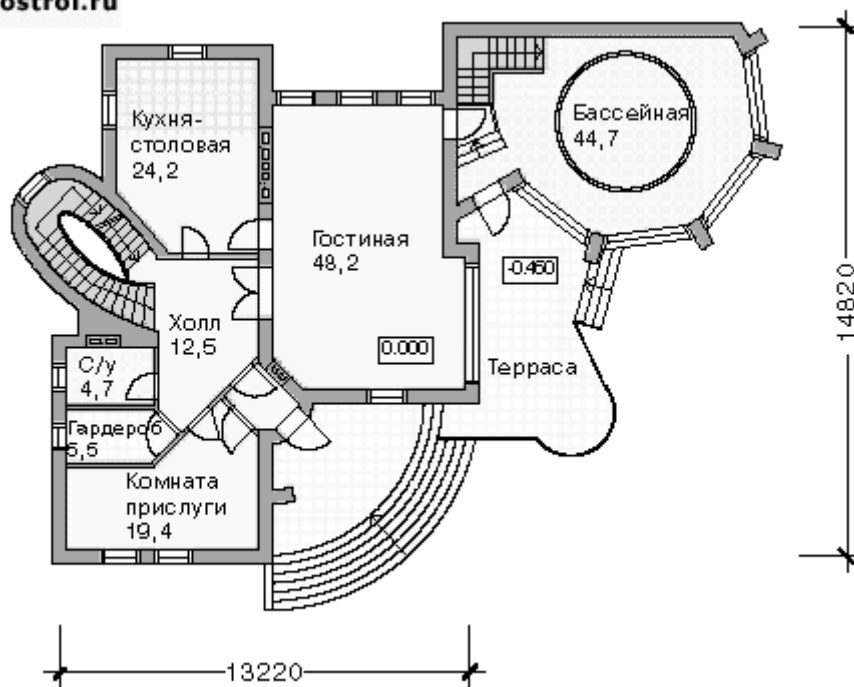 ostroi.ru
Кухня-
столовая
24,2
Бассейная
44,7
Гостиная
48,2
-0.450
14820
Холл
12,5
0.000
С/у
4,7
Терраса
Гардероб
5,5
Комната
прислуги
19,4
13220